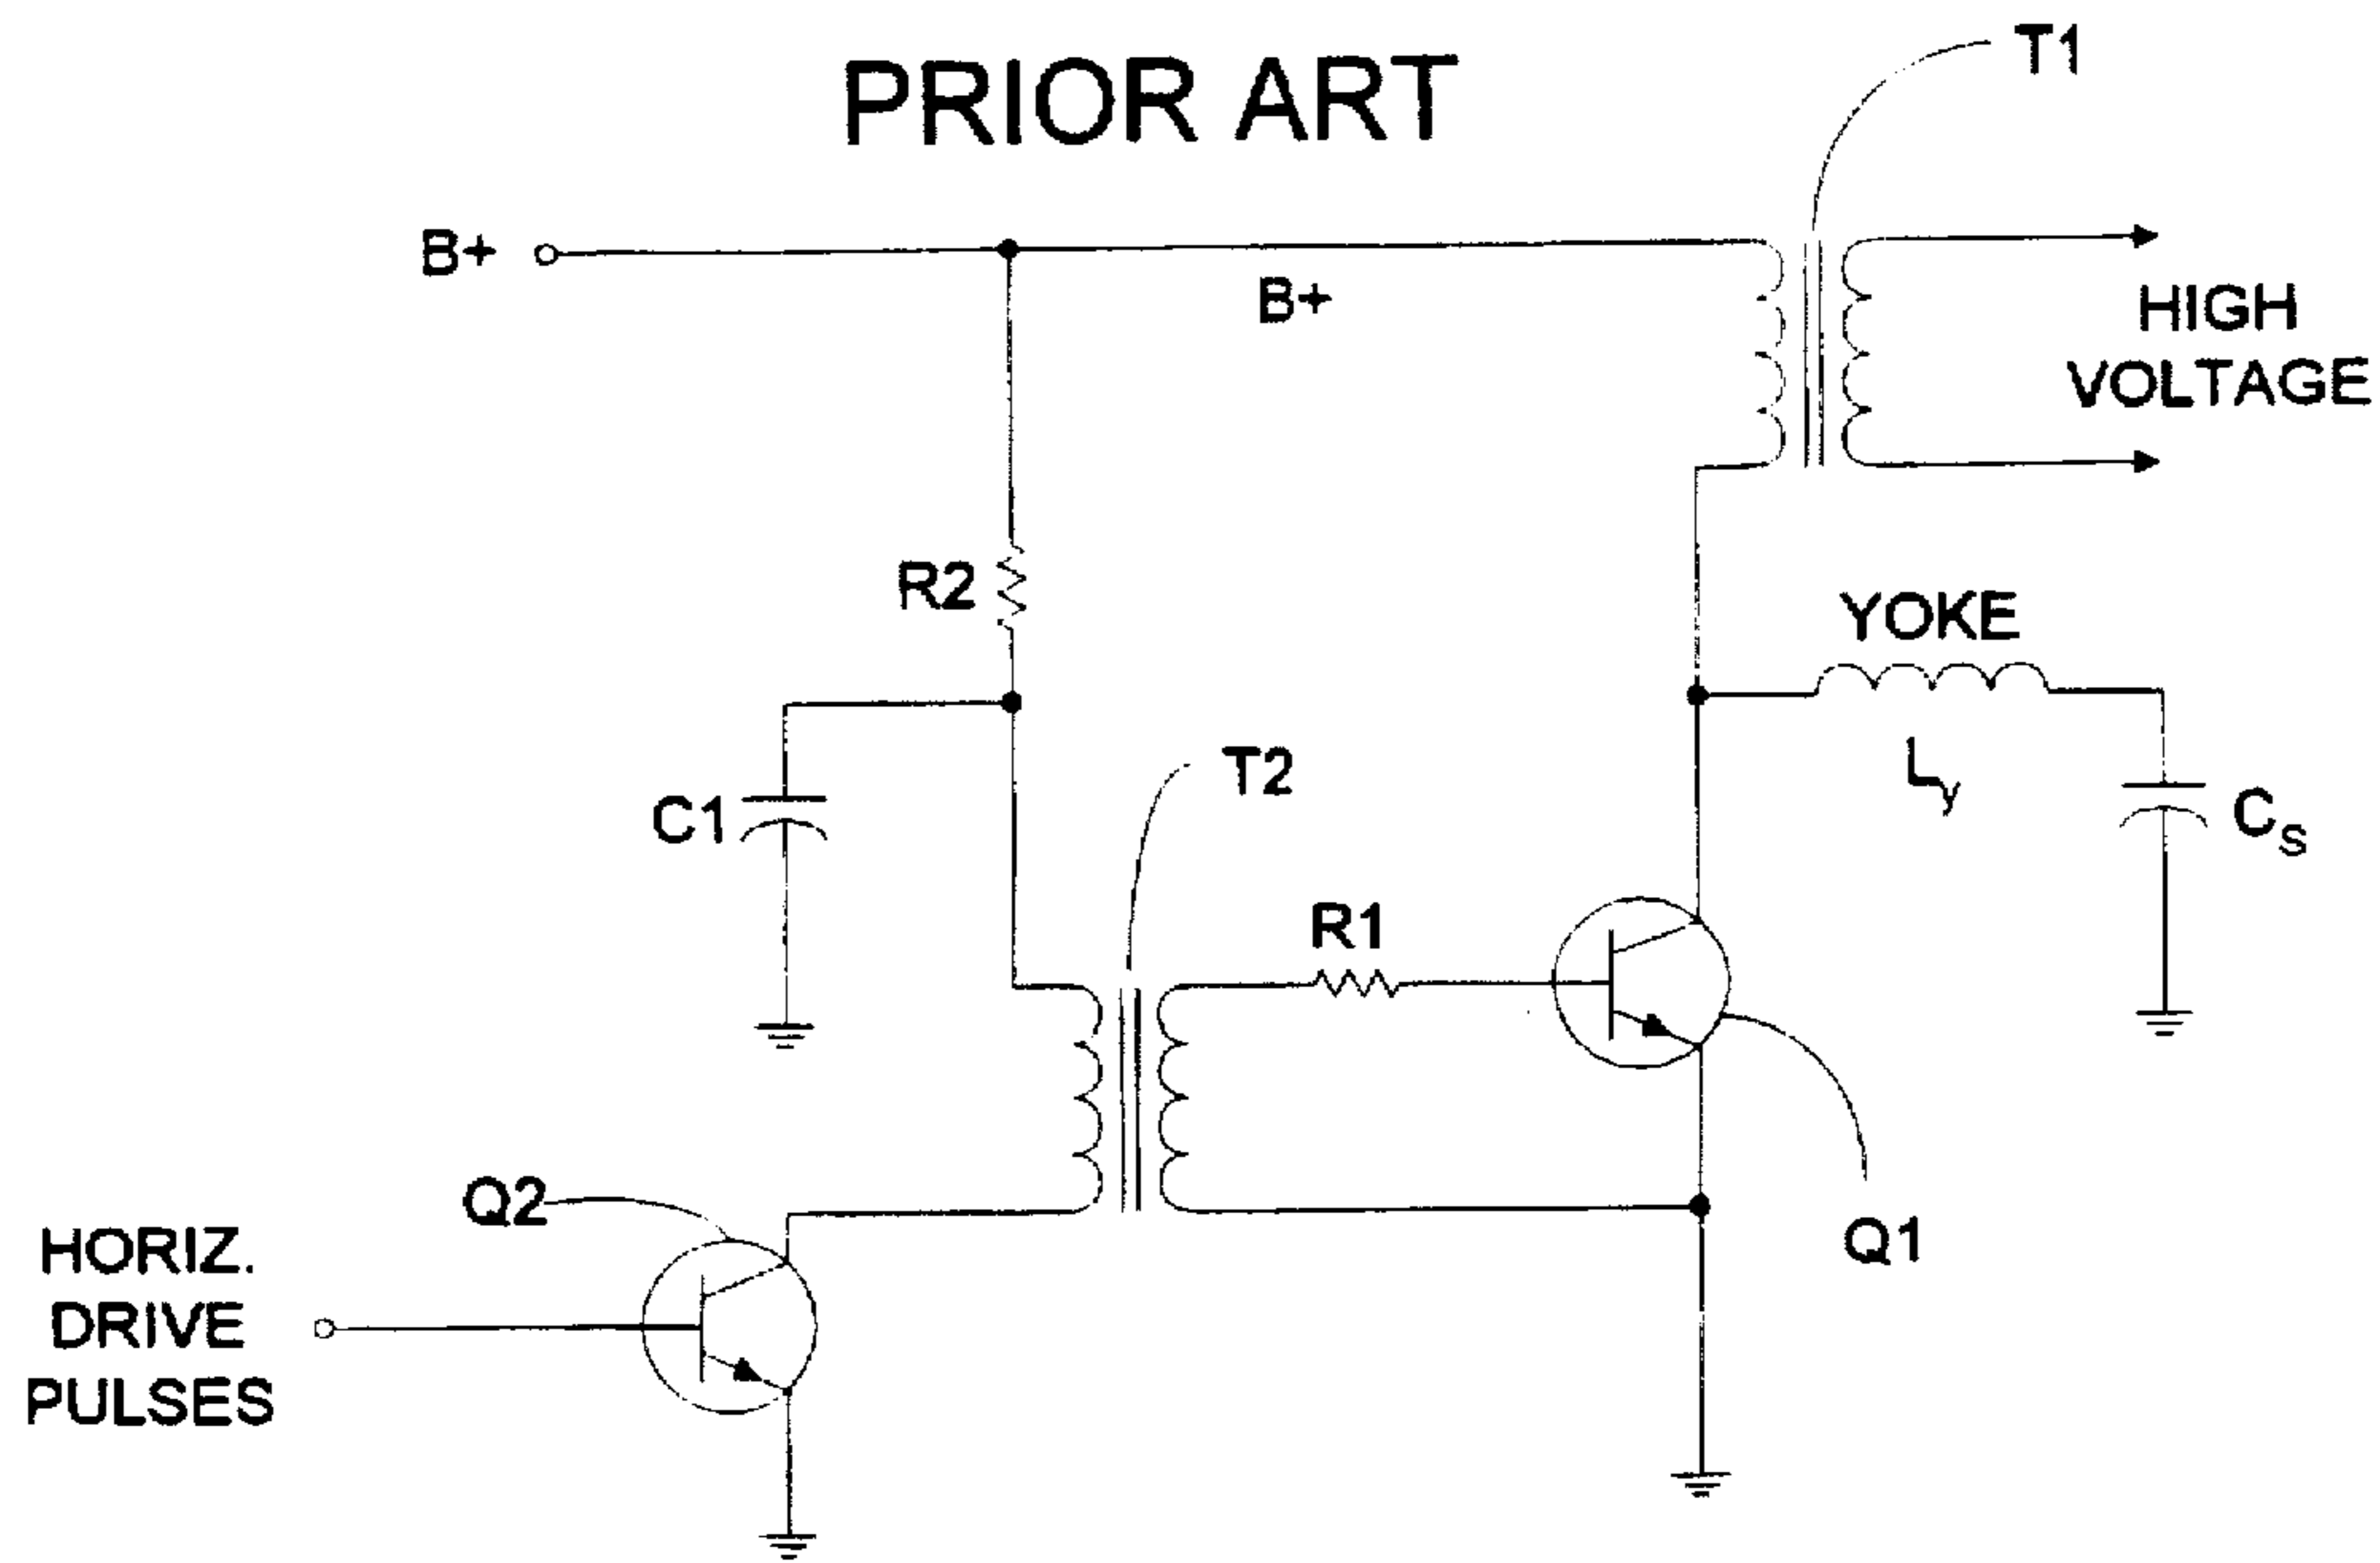 PRIOR ART
T1
B+
B+
HIGH
VOLTAGE
R2
YOKE
Ly
C1
T2
CS
R1
Q2
Q1
HORIZ.
DRIVE
PULSES